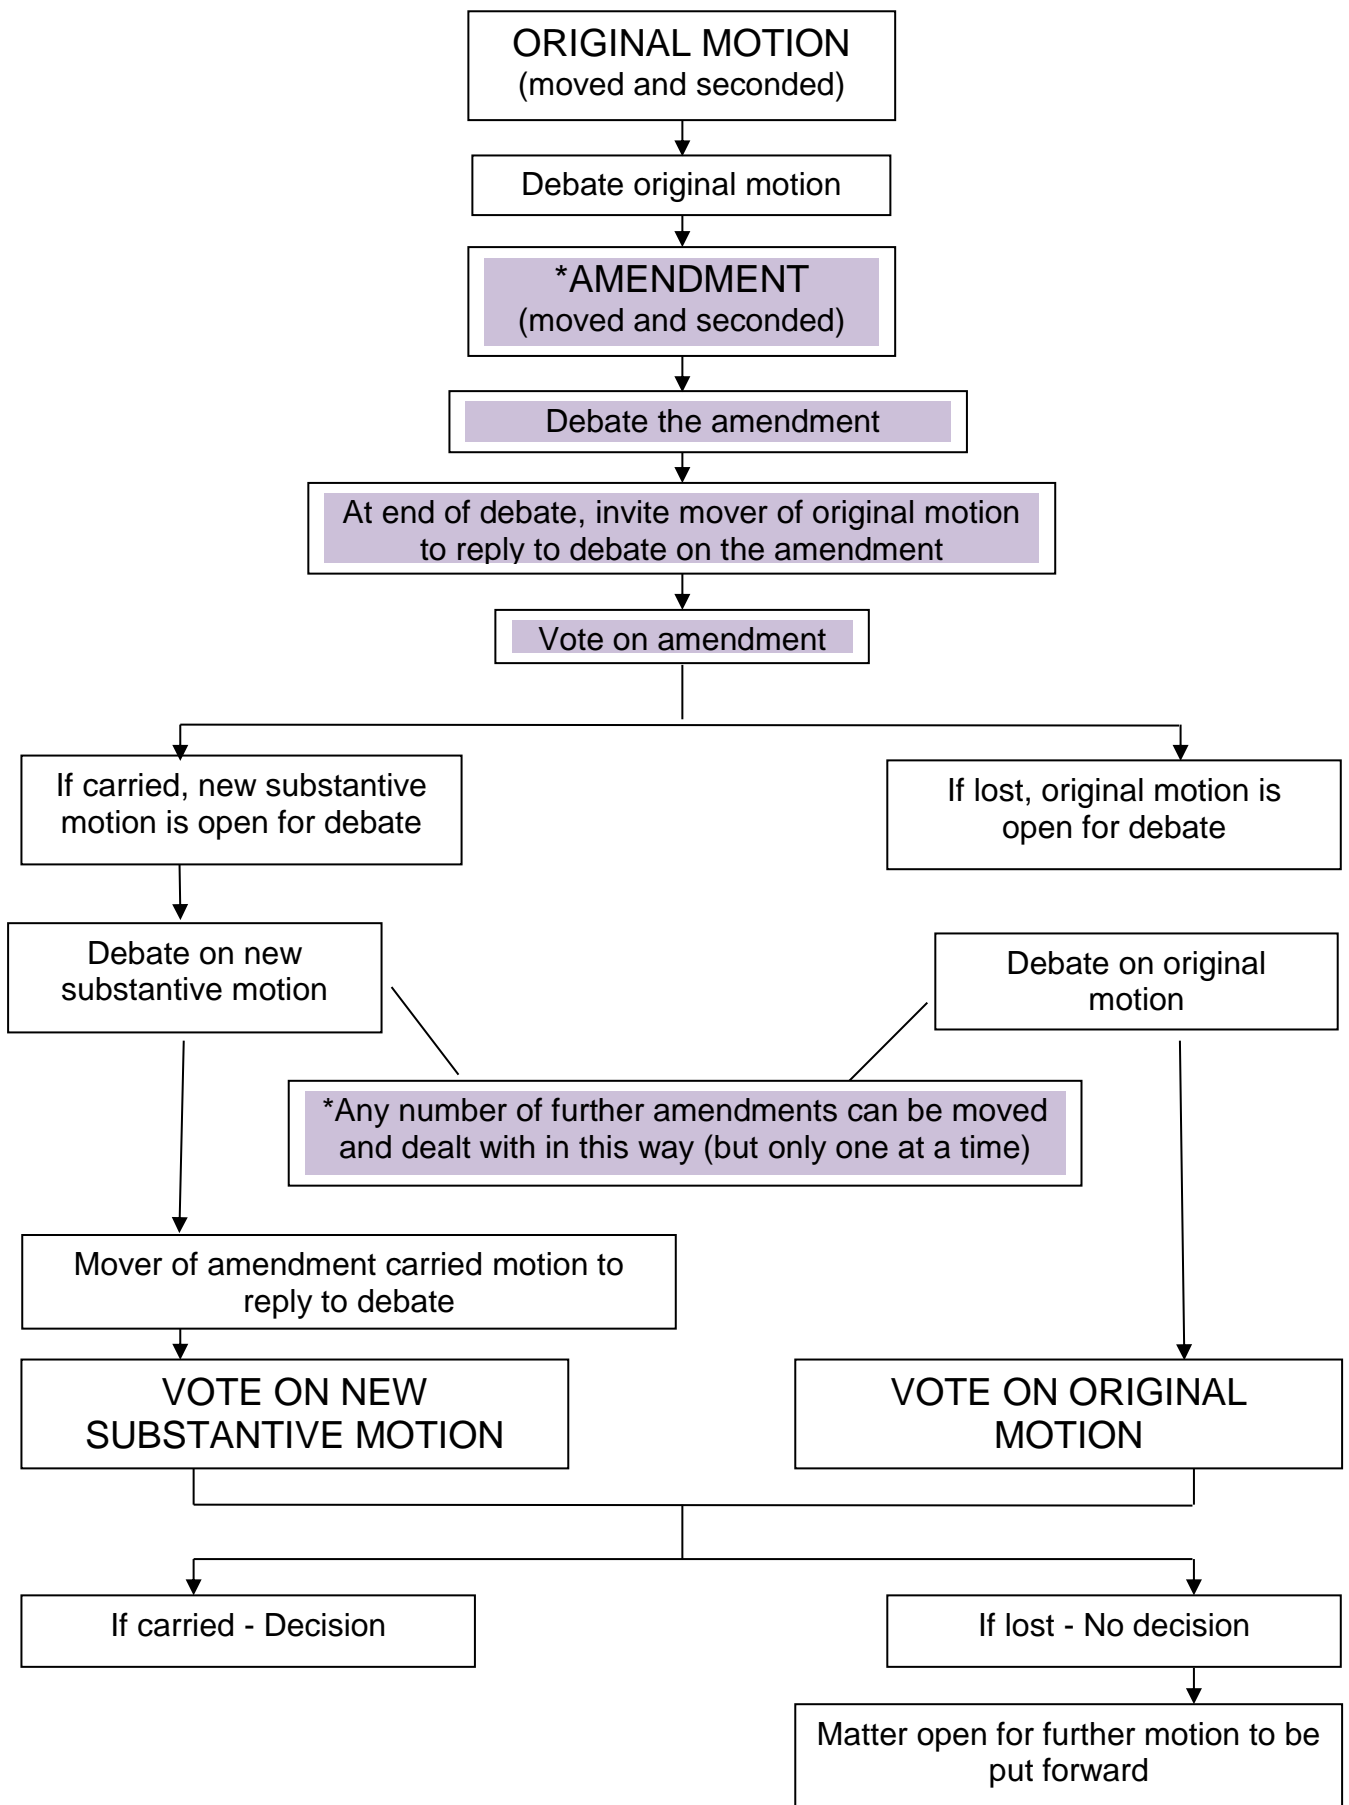 ORIGINAL MOTION
(moved and seconded)
Debate original motion
*AMENDMENT
(moved and seconded)
Debate the amendment
At end of debate, invite mover of original motion
to reply to debate on the amendment
Vote on amendment
If carried, new substantive
motion is open for debate
If lost, original motion is
open for debate
Debate on new
substantive motion
Debate on original
motion
*Any number of further amendments can be moved
and dealt with in this way (but only one at a time)
Mover of amendment carried motion to
reply to debate
VOTE ON NEW
SUBSTANTIVE MOTION
VOTE ON ORIGINAL
MOTION
If carried - Decision
If lost - No decision
Matter open for further motion to be
put forward